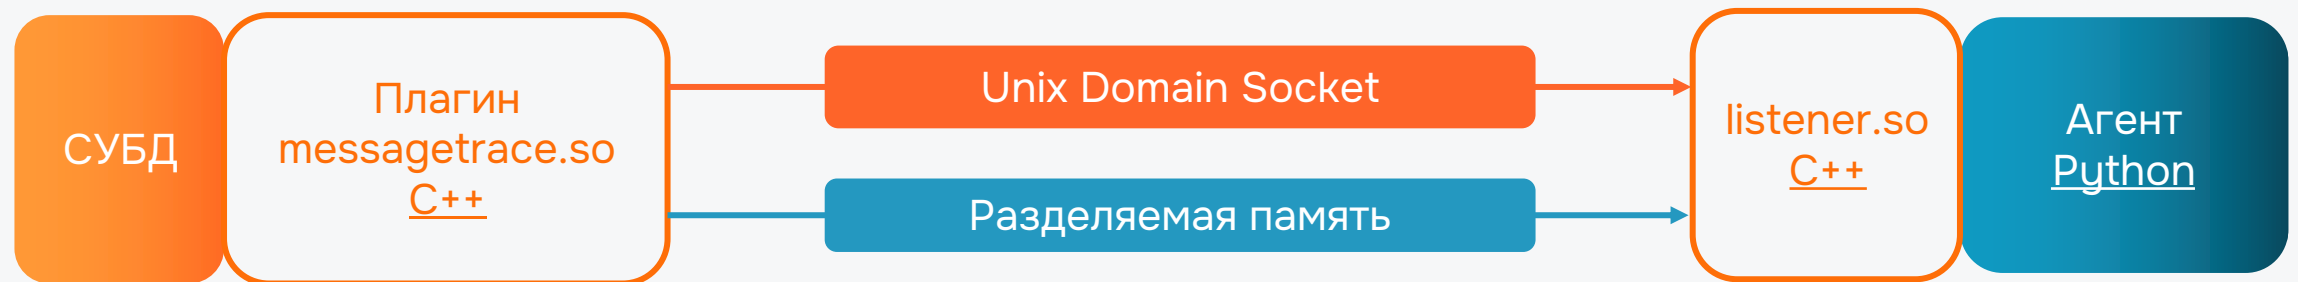 СУБД
Плагин
messagetrace.so
C++
Unix Domain Socket
Разделяемая память
listener.so
C++
Агент
Python